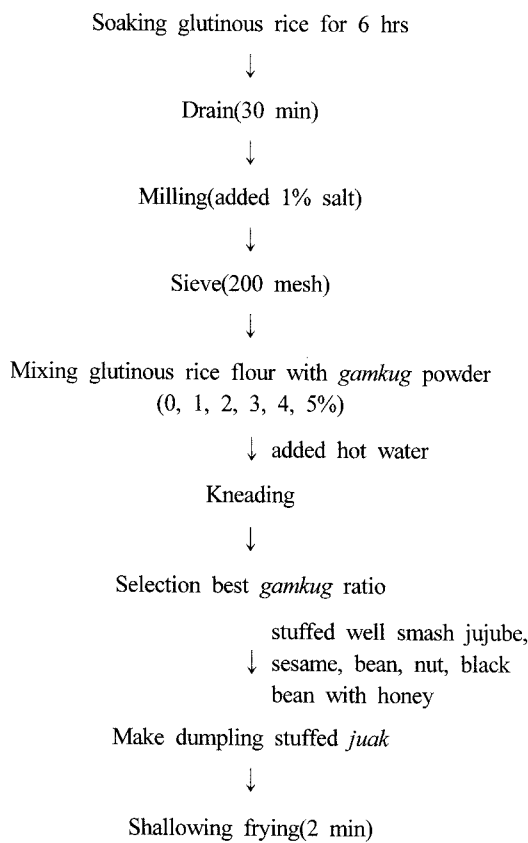 Soaking glutinous rice for 6 hrs
↓
Drain(30 min)
↓
Milling(added 1% salt)
↓
Sieve(200 mesh)
↓
Mixing glutinous rice flour with gamkug powder
(0, 1, 2, 3, 4, 5%)
↓ added hot water
Kneading
↓
Selection best gamkug ratio
stuffed well smash jujube,
↓ sesame, bean, nut, black
bean with honey
Make dumpling stuffed juak
↓
Shallowing frying(2 min)